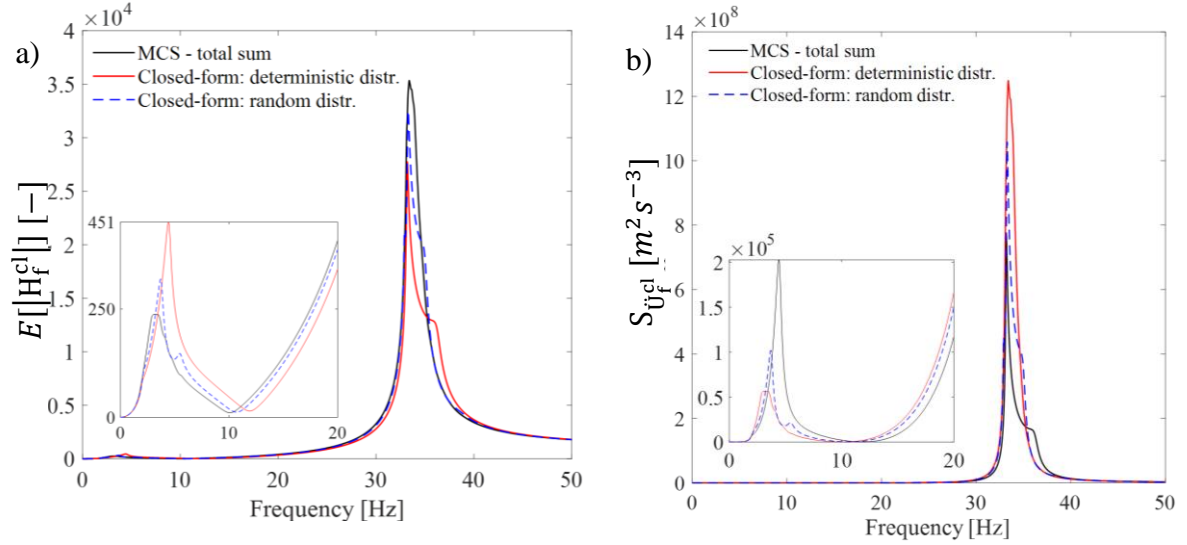 a)
×10⁴
4
3.5
3
2.5
2
1.5
1
0.5
0
E[|H_f^cl|] [−]
MCS - total sum
Closed-form: deterministic distr.
Closed-form: random distr.
451
250
0
0 10 20
0 10 20 30 40 50
Frequency [Hz]
b)
×10⁸
14
12
10
8
6
4
2
0
S_Ü_f^cl [m² s⁻³]
MCS - total sum
Closed-form: deterministic distr.
Closed-form: random distr.
×10⁵
2
1.5
1
0.5
0
0 10 20
0 10 20 30 40 50
Frequency [Hz]